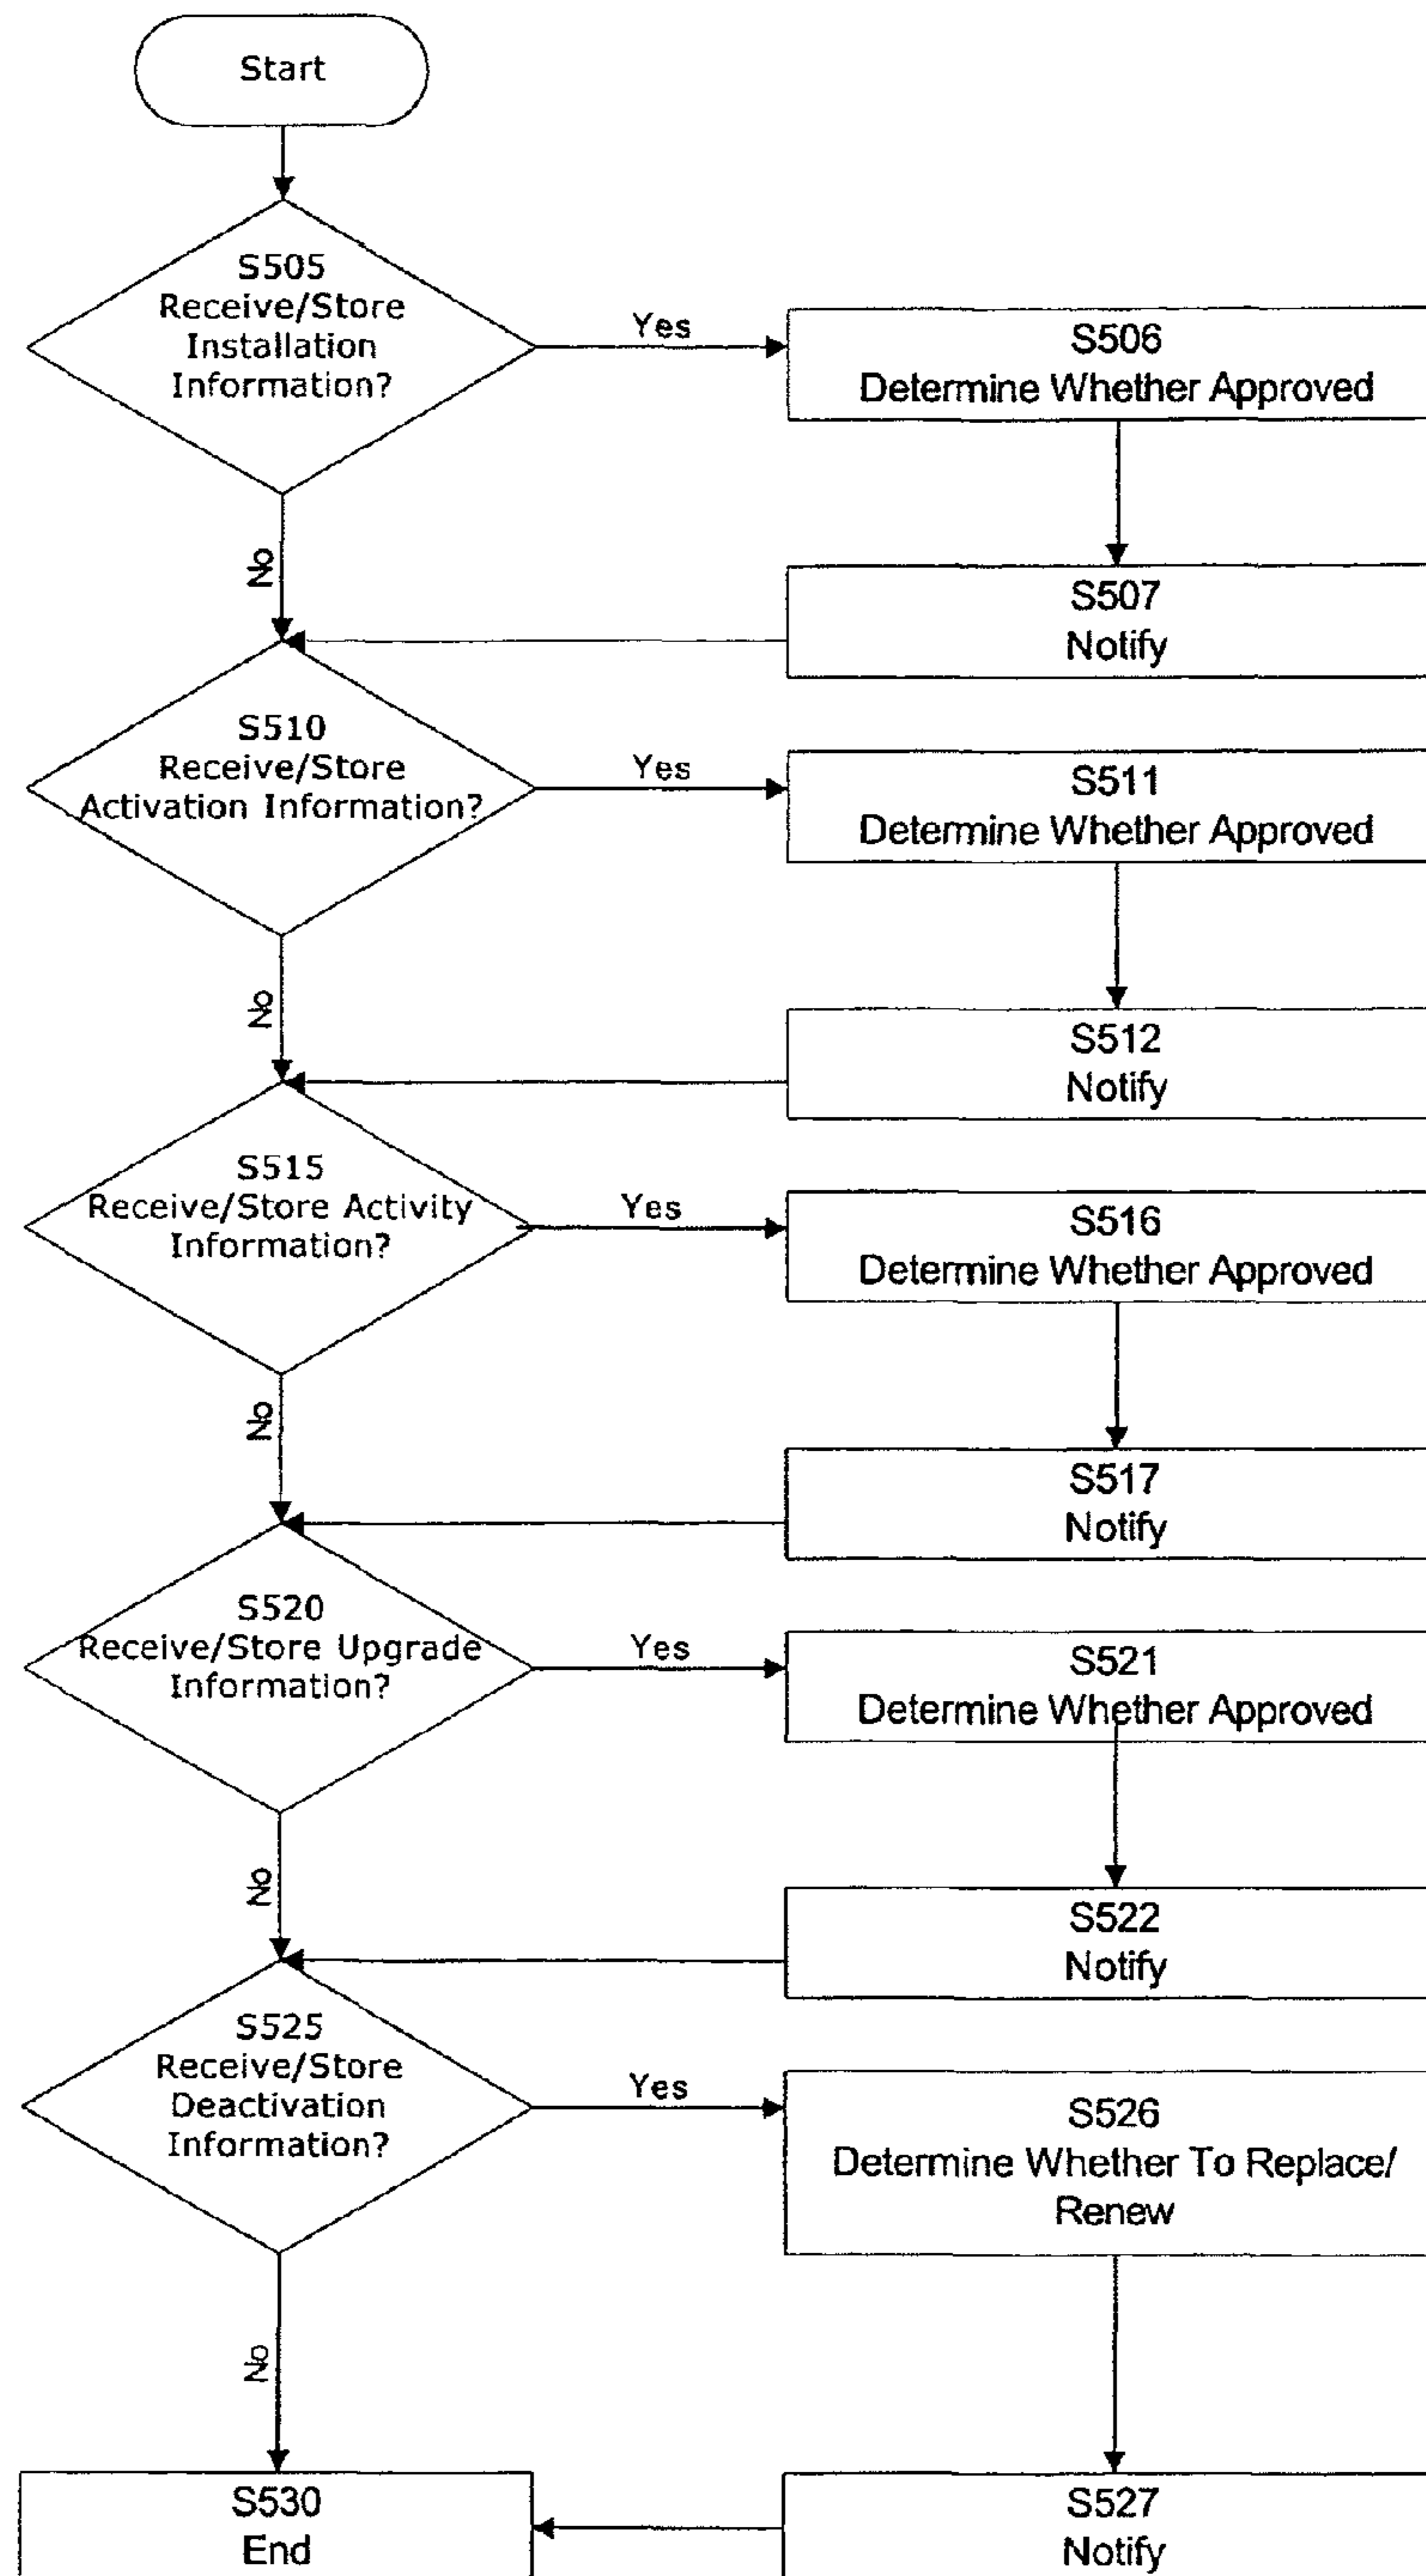 Start
S505
Receive/Store
Installation
Information?
Yes
S506
Determine Whether Approved
No
S507
Notify
S510
Receive/Store
Activation Information?
Yes
S511
Determine Whether Approved
No
S512
Notify
S515
Receive/Store Activity
Information?
Yes
S516
Determine Whether Approved
No
S517
Notify
S520
Receive/Store Upgrade
Information?
Yes
S521
Determine Whether Approved
No
S522
Notify
S525
Receive/Store
Deactivation
Information?
Yes
S526
Determine Whether To Replace/
Renew
No
S530
End
S527
Notify